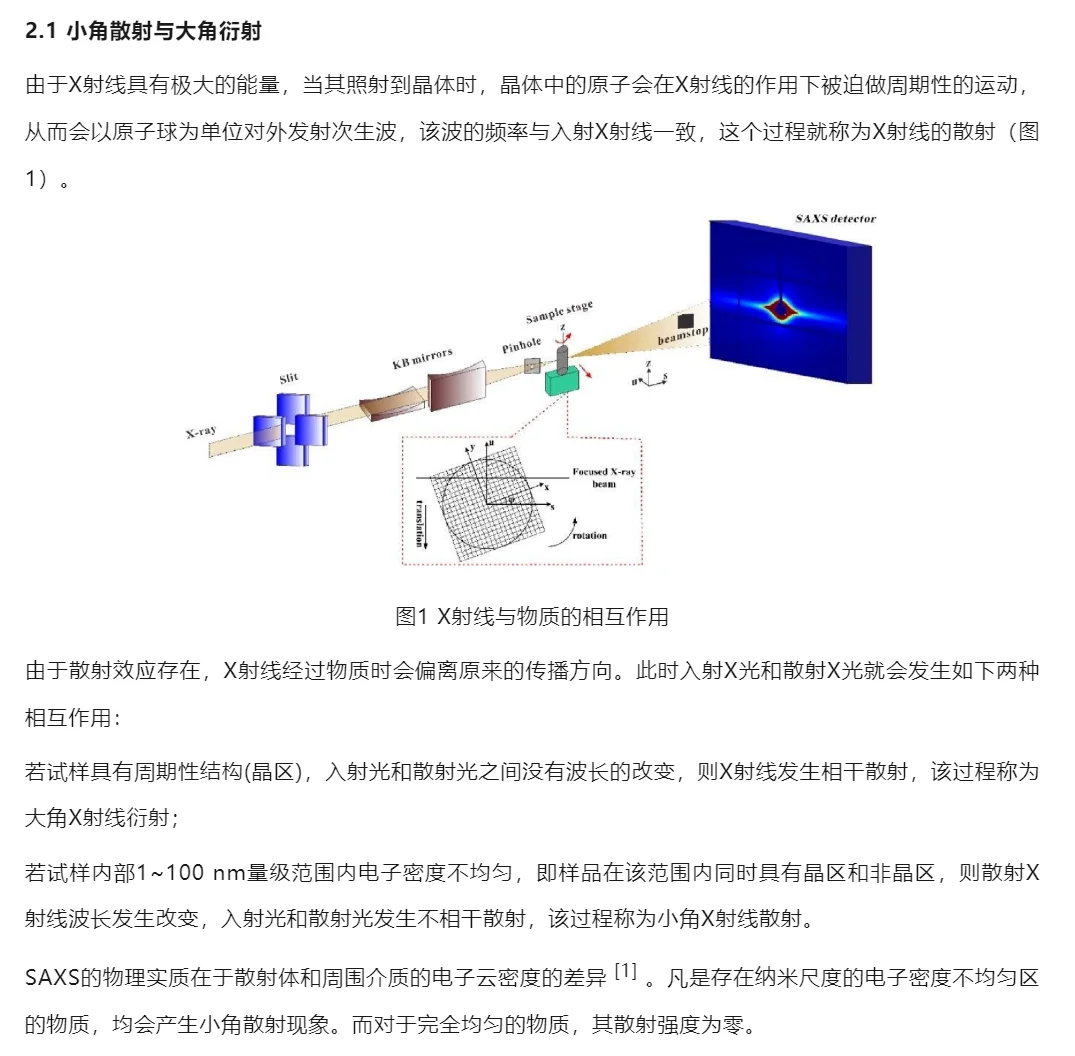 2.1 小角散射与大角衍射
由于X射线具有极大的能量，当其照射到晶体时，晶体中的原子会在X射线的作用下被迫做周期性的运动，
从而会以原子球为单位对外发射次生波，该波的频率与入射X射线一致，这个过程就称为X射线的散射（图
1）。
SAXS detector
Sample stage
z
Pinhole
beamstop
KB mirrors
z
u
s
Slit
X-ray
y
u
Focused X-ray
beam
x
φ
s
translation
rotation
图1 X射线与物质的相互作用
由于散射效应存在，X射线经过物质时会偏离原来的传播方向。此时入射X光和散射X光就会发生如下两种
相互作用：
若试样具有周期性结构(晶区)，入射光和散射光之间没有波长的改变，则X射线发生相干散射，该过程称为
大角X射线衍射；
若试样内部1~100 nm量级范围内电子密度不均匀，即样品在该范围内同时具有晶区和非晶区，则散射X
射线波长发生改变，入射光和散射光发生不相干散射，该过程称为小角X射线散射。
SAXS的物理实质在于散射体和周围介质的电子云密度的差异 [1] 。凡是存在纳米尺度的电子密度不均匀区
的物质，均会产生小角散射现象。而对于完全均匀的物质，其散射强度为零。